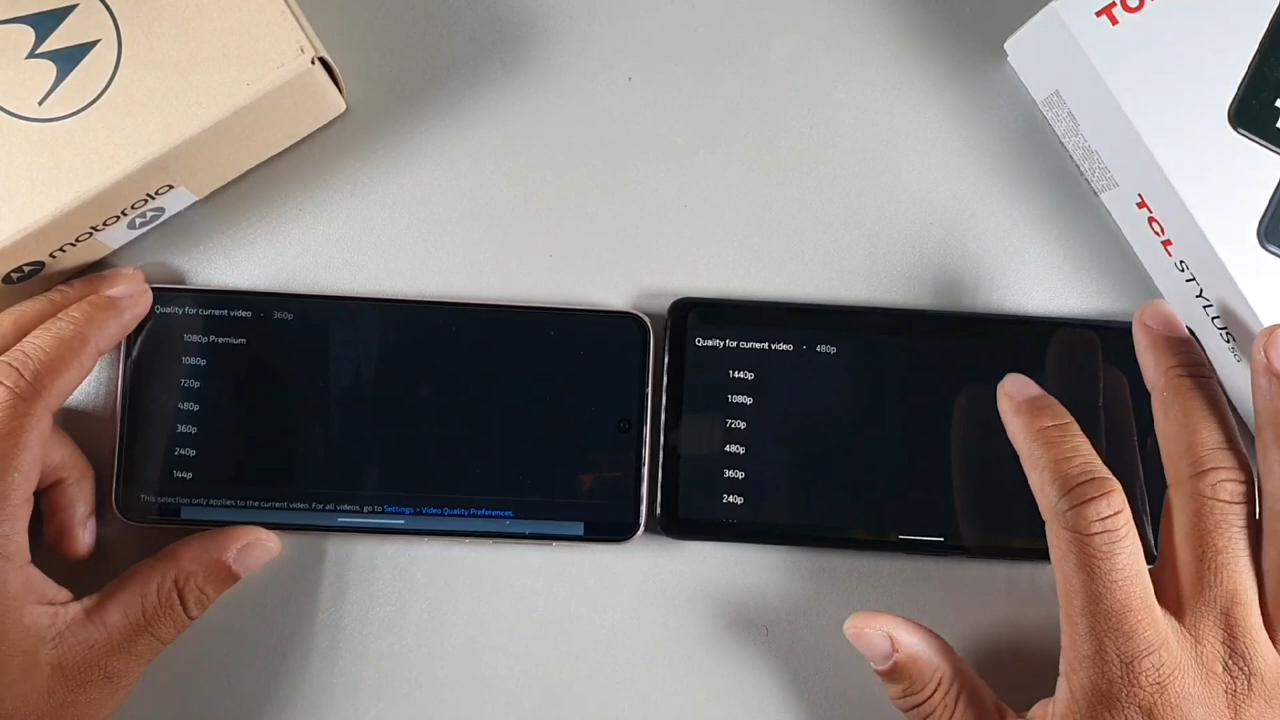 motorola
TCL
TCL STYLUS 5G
Quality for current video • 360p
1080p Premium
1080p
720p
480p
360p
240p
144p
This selection only applies to the current video. For all videos, go to Settings > Video Quality Preferences.
Quality for current video • 480p
1440p
1080p
720p
480p
360p
240p